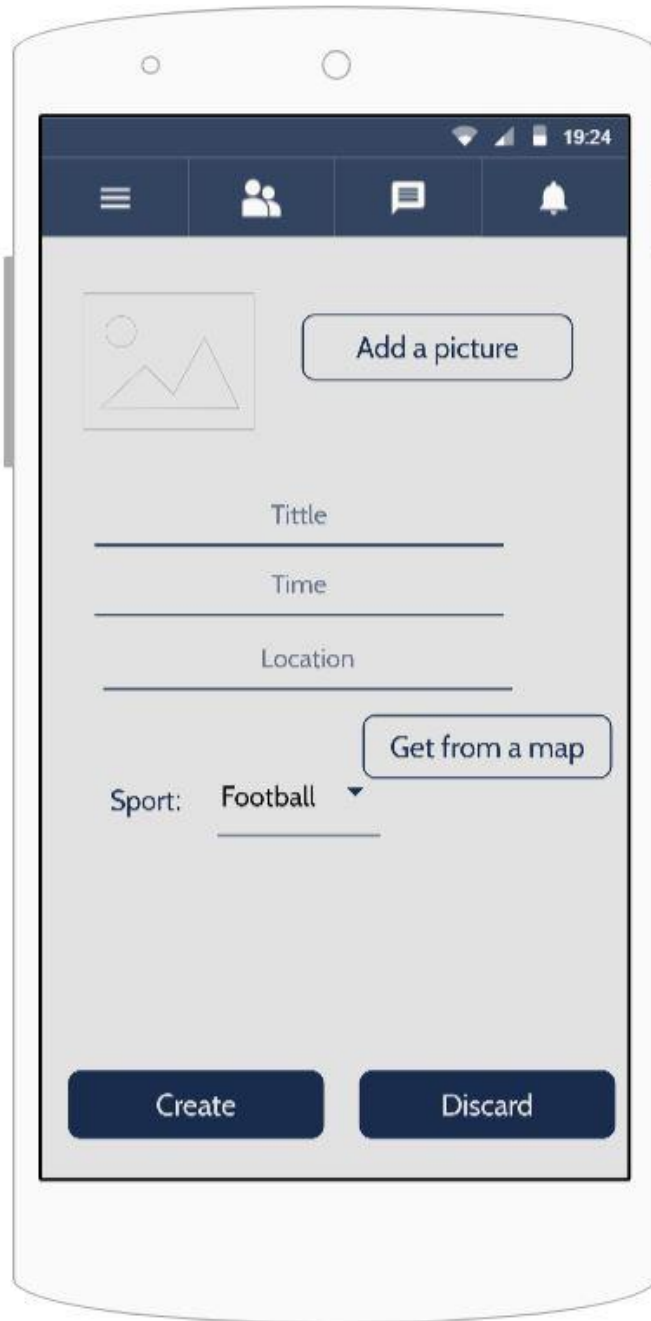 19:24
Add a picture
Tittle
Time
Location
Get from a map
Sport: Football
Create Discard